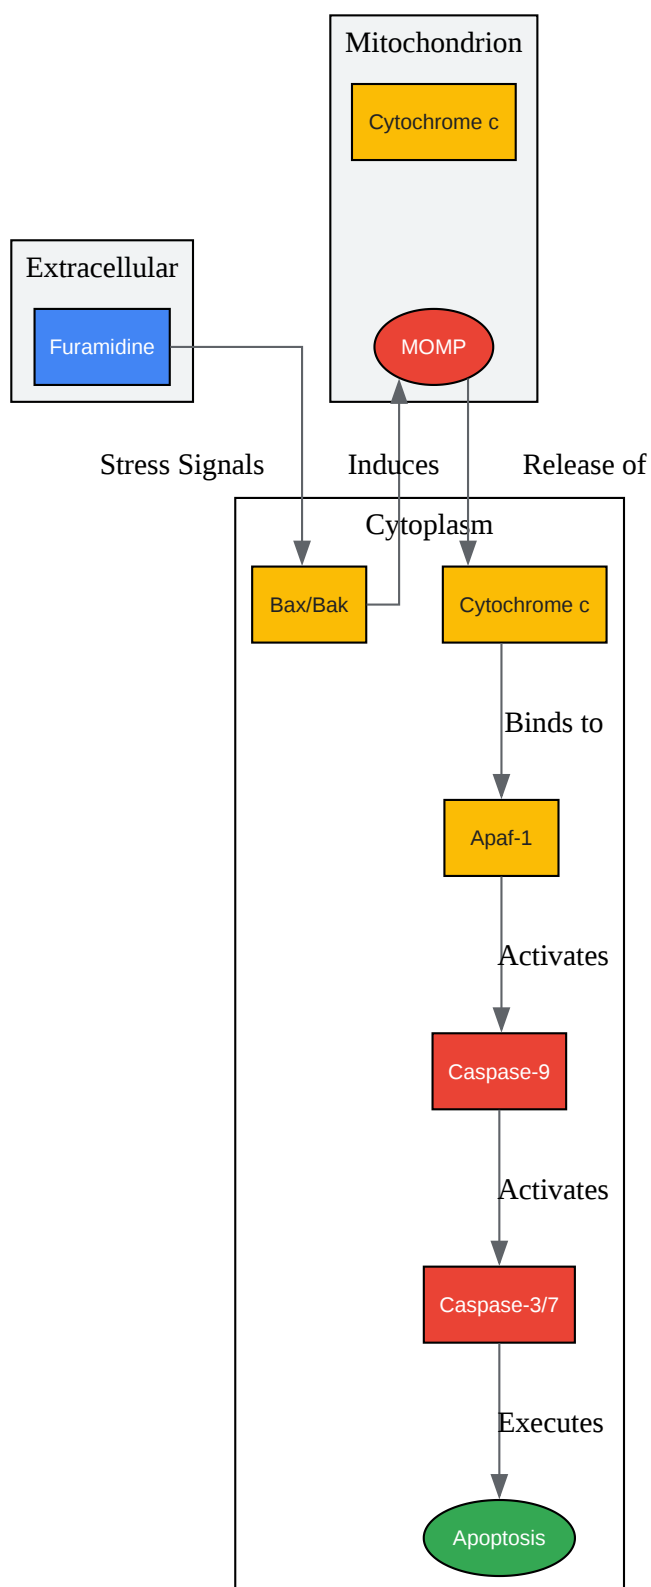 Mitochondrion
Cytochrome c
Extracellular
Furamidine
MOMP
Stress Signals
Induces
Release of
Cytoplasm
Bax/Bak
Cytochrome c
Binds to
Apaf-1
Activates
Caspase-9
Activates
Caspase-3/7
Executes
Apoptosis